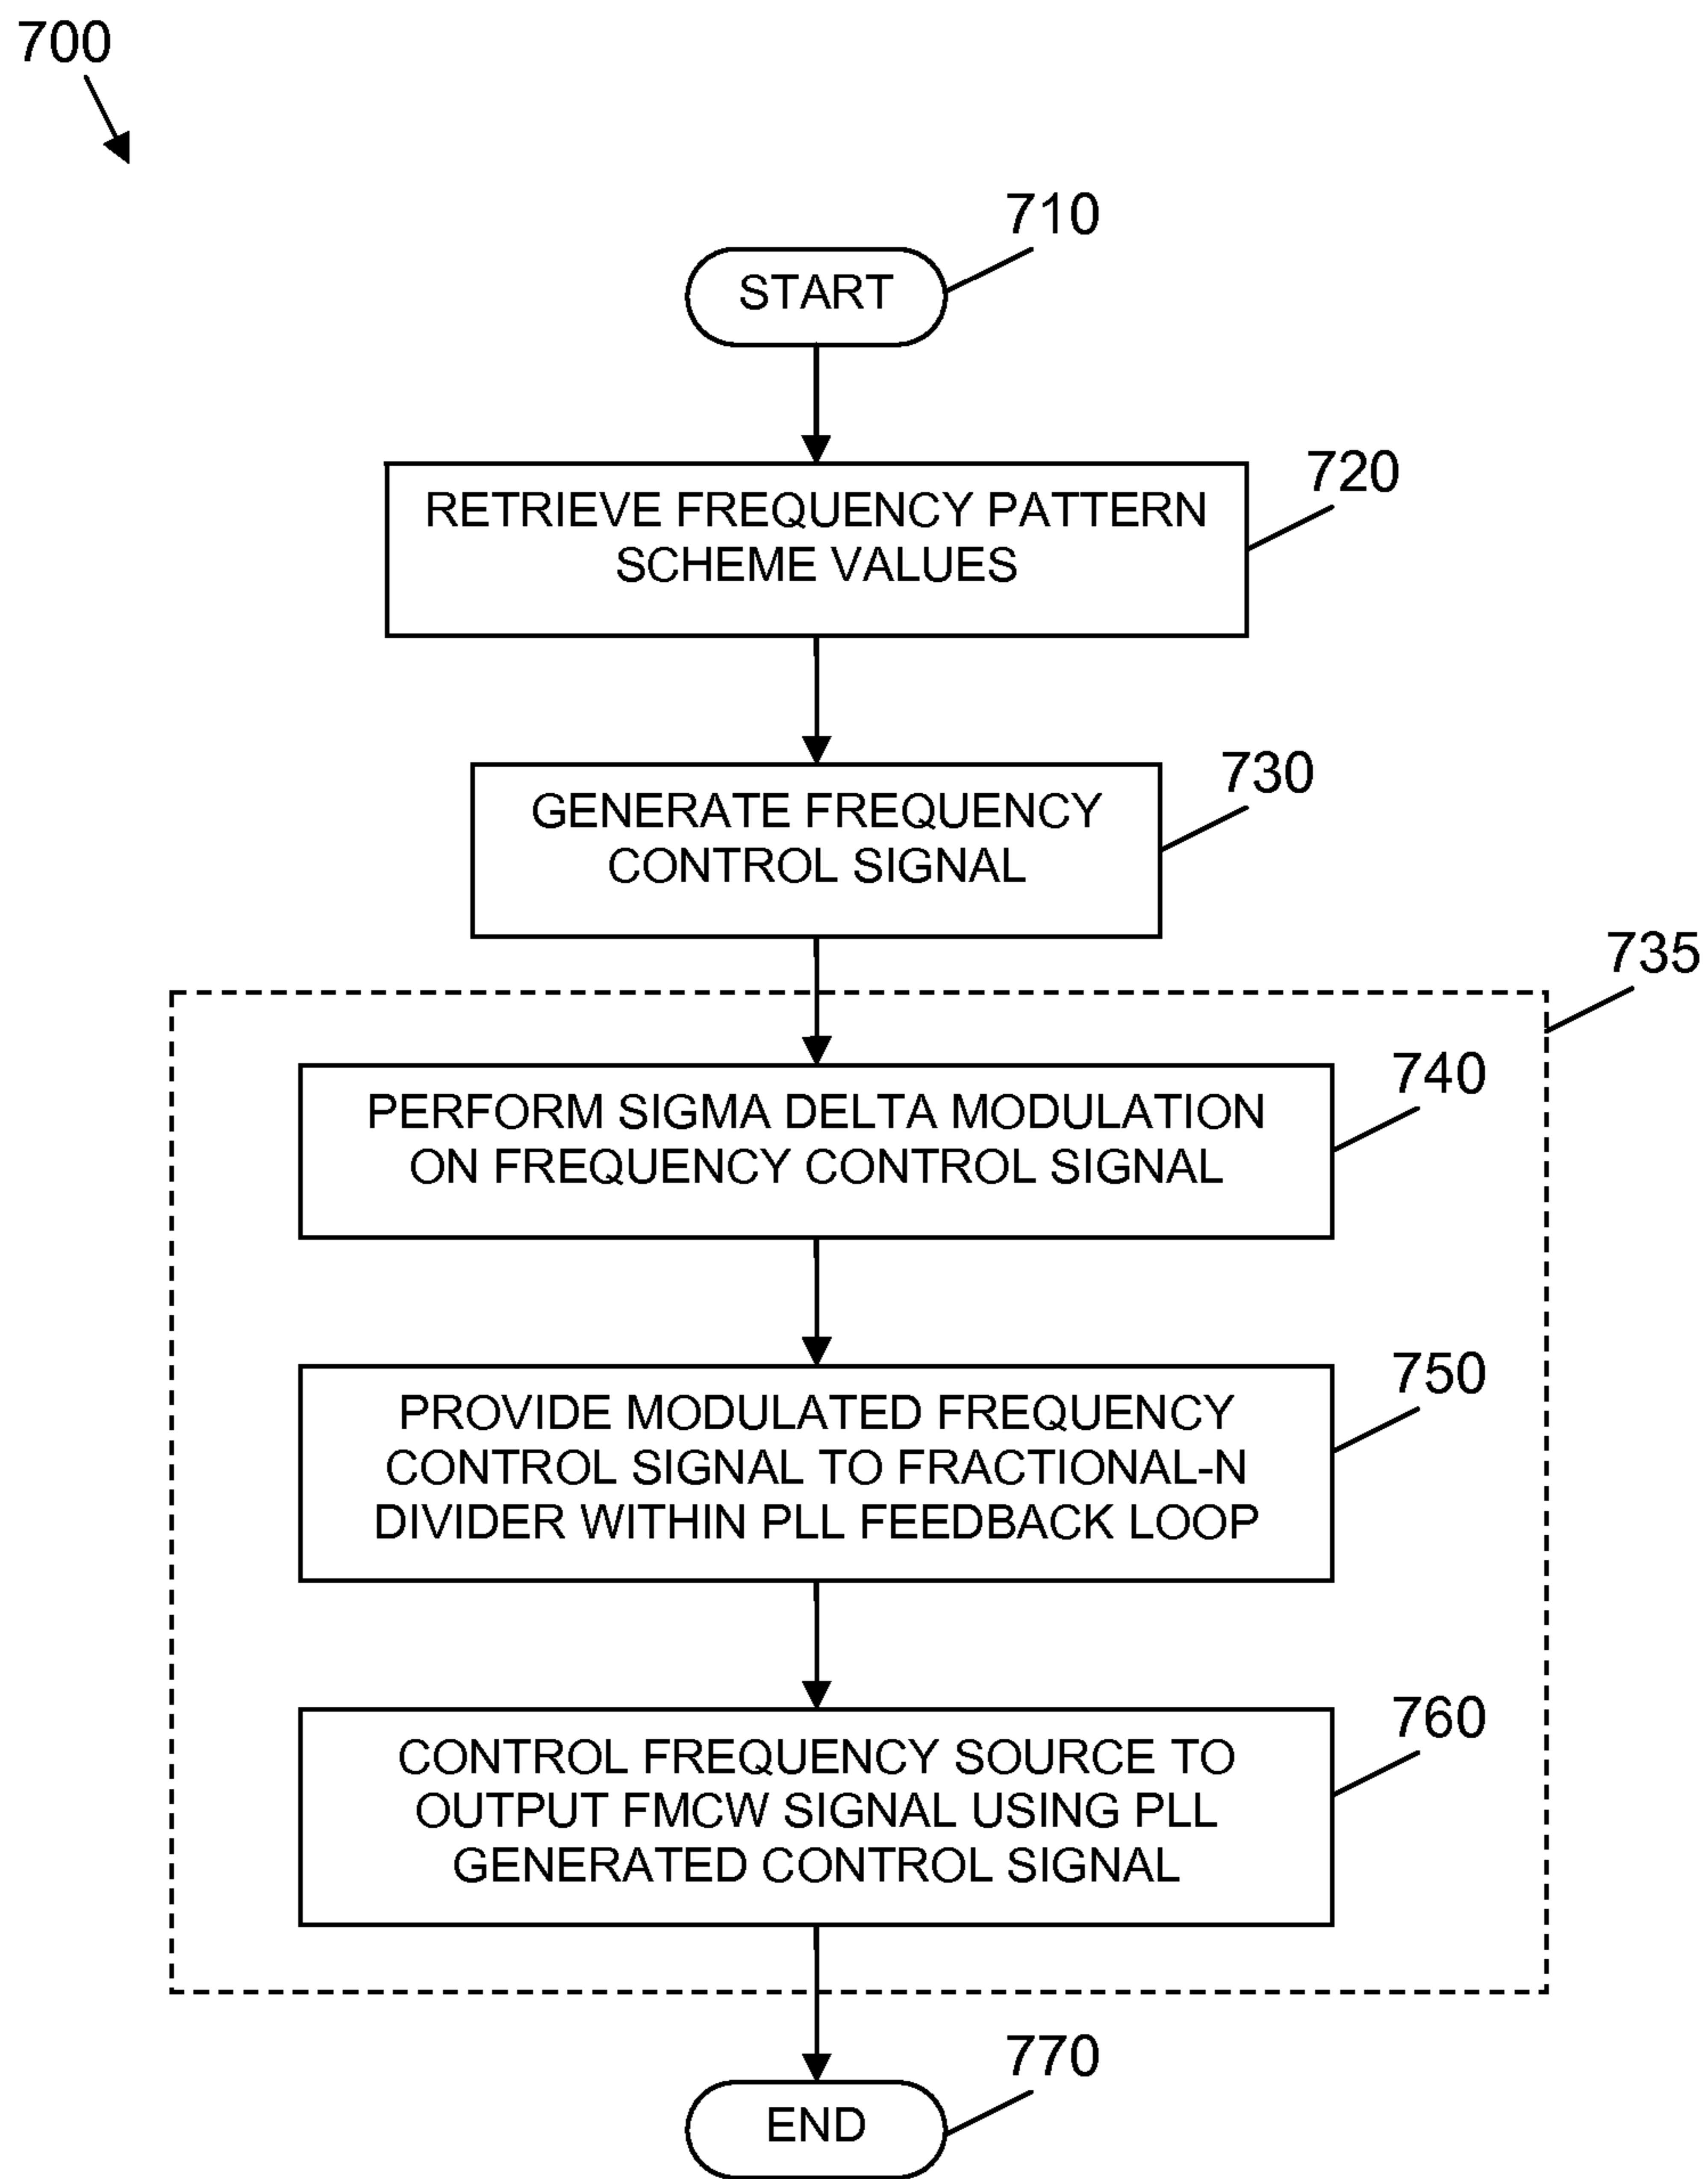 700
710
START
720
RETRIEVE FREQUENCY PATTERN
SCHEME VALUES
730
GENERATE FREQUENCY
CONTROL SIGNAL
735
740
PERFORM SIGMA DELTA MODULATION
ON FREQUENCY CONTROL SIGNAL
750
PROVIDE MODULATED FREQUENCY
CONTROL SIGNAL TO FRACTIONAL-N
DIVIDER WITHIN PLL FEEDBACK LOOP
760
CONTROL FREQUENCY SOURCE TO
OUTPUT FMCW SIGNAL USING PLL
GENERATED CONTROL SIGNAL
770
END